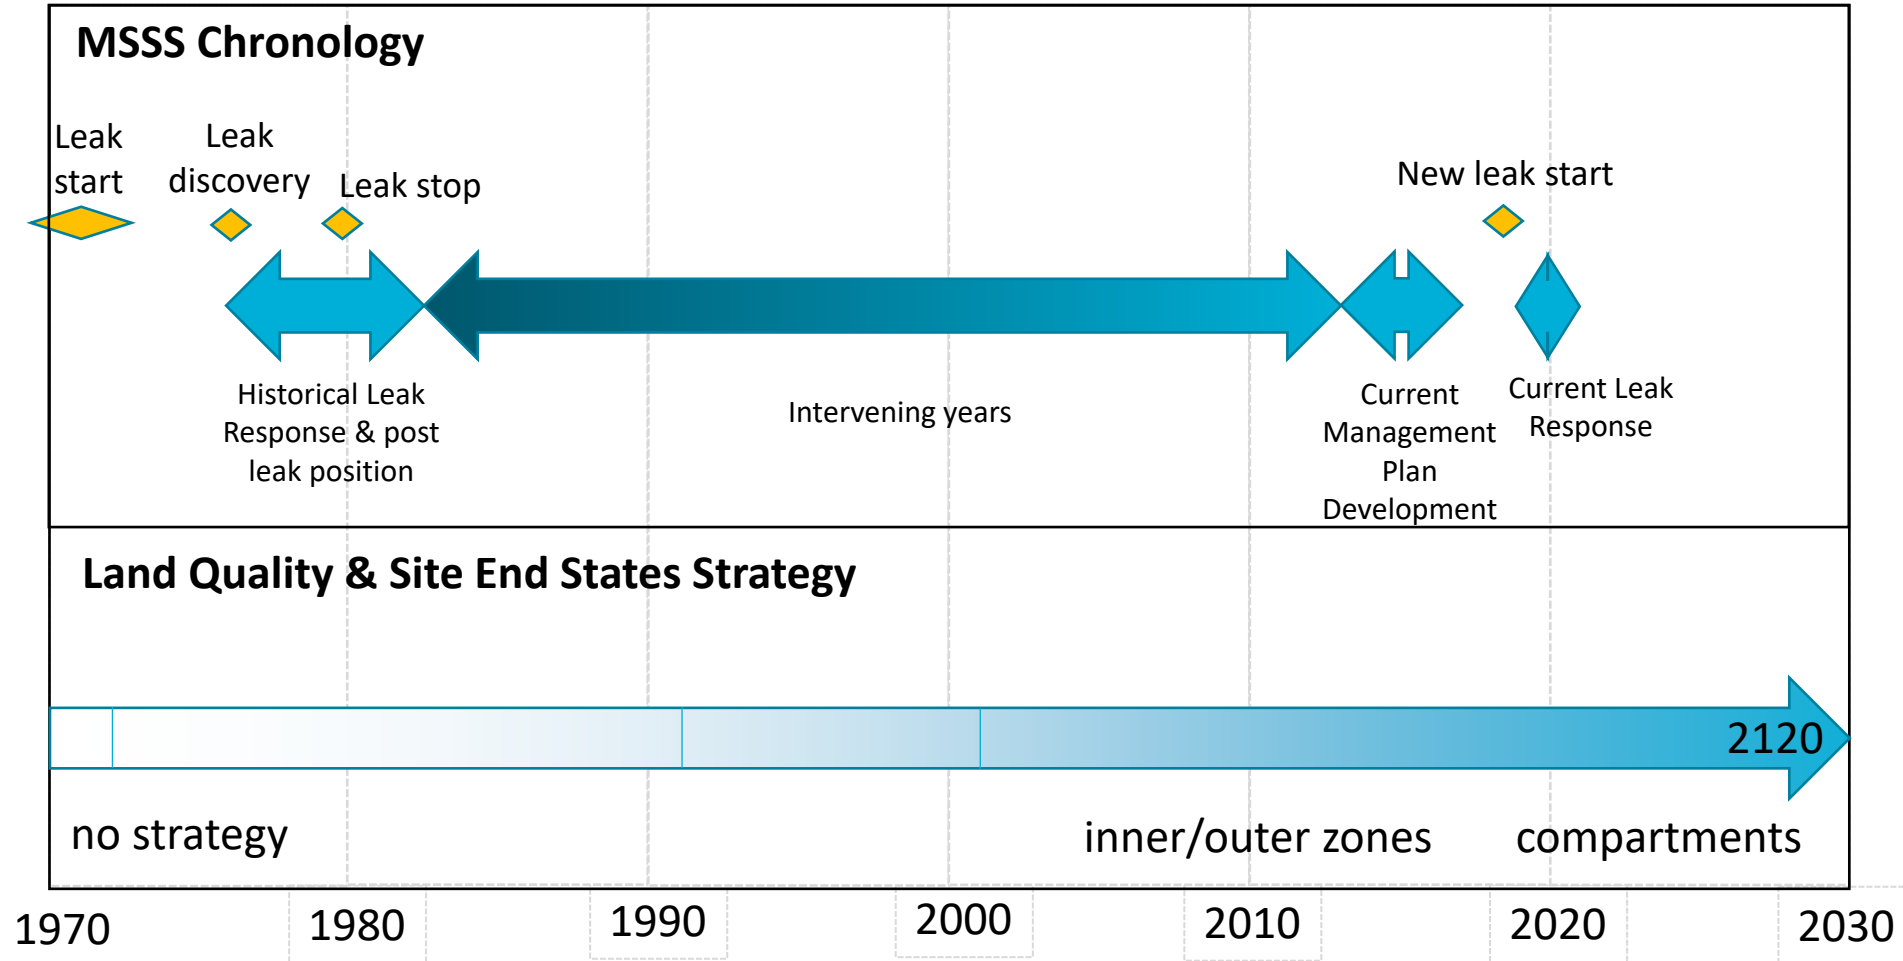 MSSS Chronology
Leak
start
Leak
discovery
Leak stop
New leak start
Historical Leak
Response & post
leak position
Intervening years
Current
Management
Plan
Development
Current Leak
Response
Land Quality & Site End States Strategy
2120
no strategy
inner/outer zones
compartments
1970
1980
1990
2000
2010
2020
2030